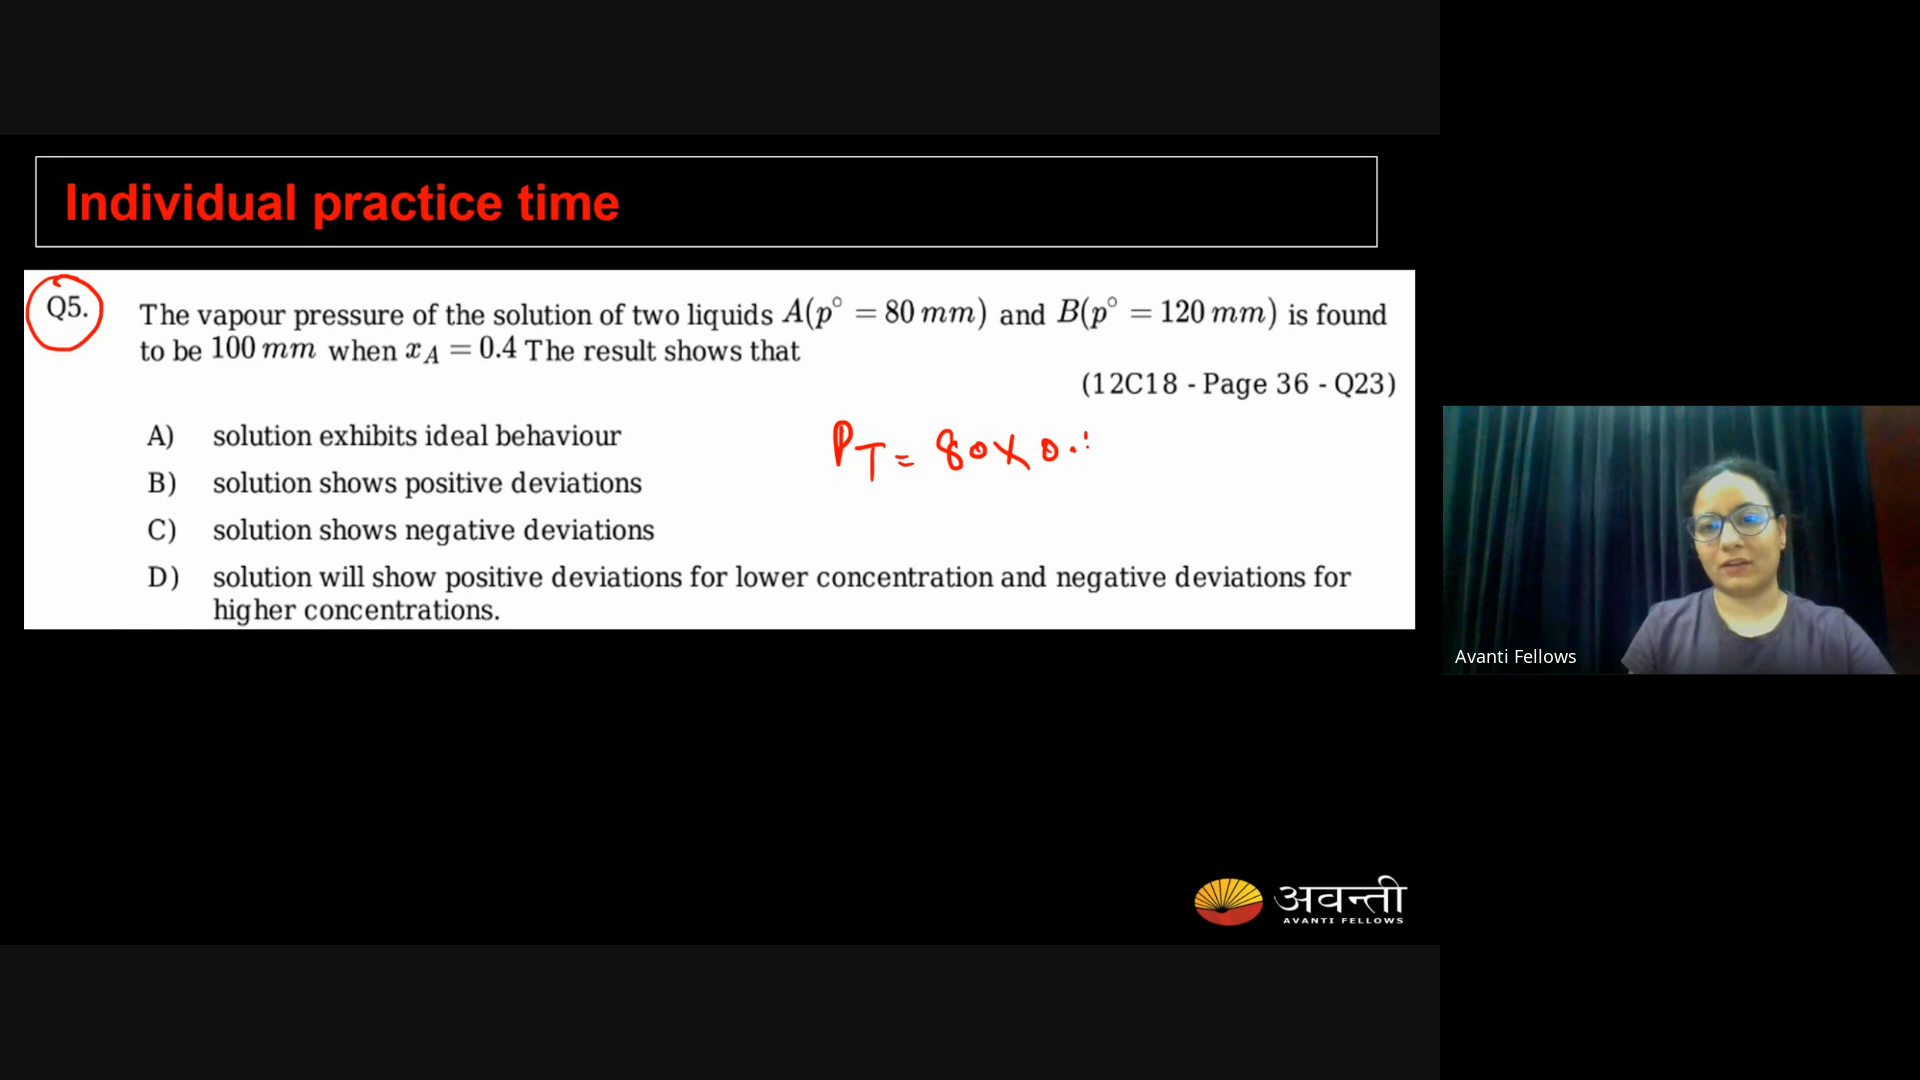 Individual practice time
Q5.
The vapour pressure of the solution of two liquids A(p° = 80 mm) and B(p° = 120 mm) is found
to be 100 mm when x_A = 0.4 The result shows that
(12C18 - Page 36 - Q23)
A) solution exhibits ideal behaviour
B) solution shows positive deviations
C) solution shows negative deviations
D) solution will show positive deviations for lower concentration and negative deviations for
higher concentrations.
P_T = 80 × 0.
Avanti Fellows
अवन्ती
AVANTI FELLOWS